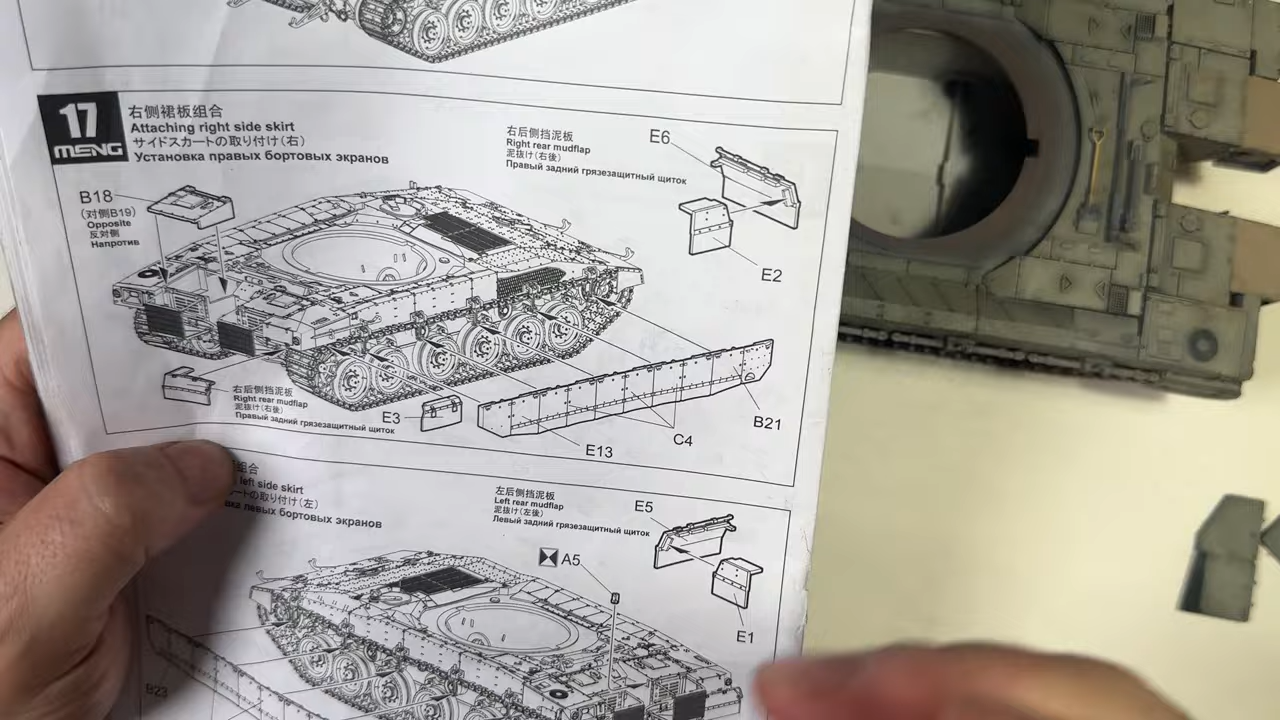 17
MENG
右侧裙板组合
Attaching right side skirt
サイドスカートの取り付け(右)
Установка правых бортовых экранов
B18
(对侧B19)
Opposite
反対側
Напротив
右后侧挡泥板
Right rear mudflap
泥抜け(右後)
Правый задний грязезащитный щиток
E6
E2
右后侧挡泥板
Right rear mudflap
泥抜け(右後)
Правый задний грязезащитный щиток
E3
E13
C4
B21
组合
left side skirt
トの取り付け(左)
левых бортовых экранов
左后侧挡泥板
Left rear mudflap
泥抜け(左後)
Левый задний грязезащитный щиток
E5
A5
E1
B23